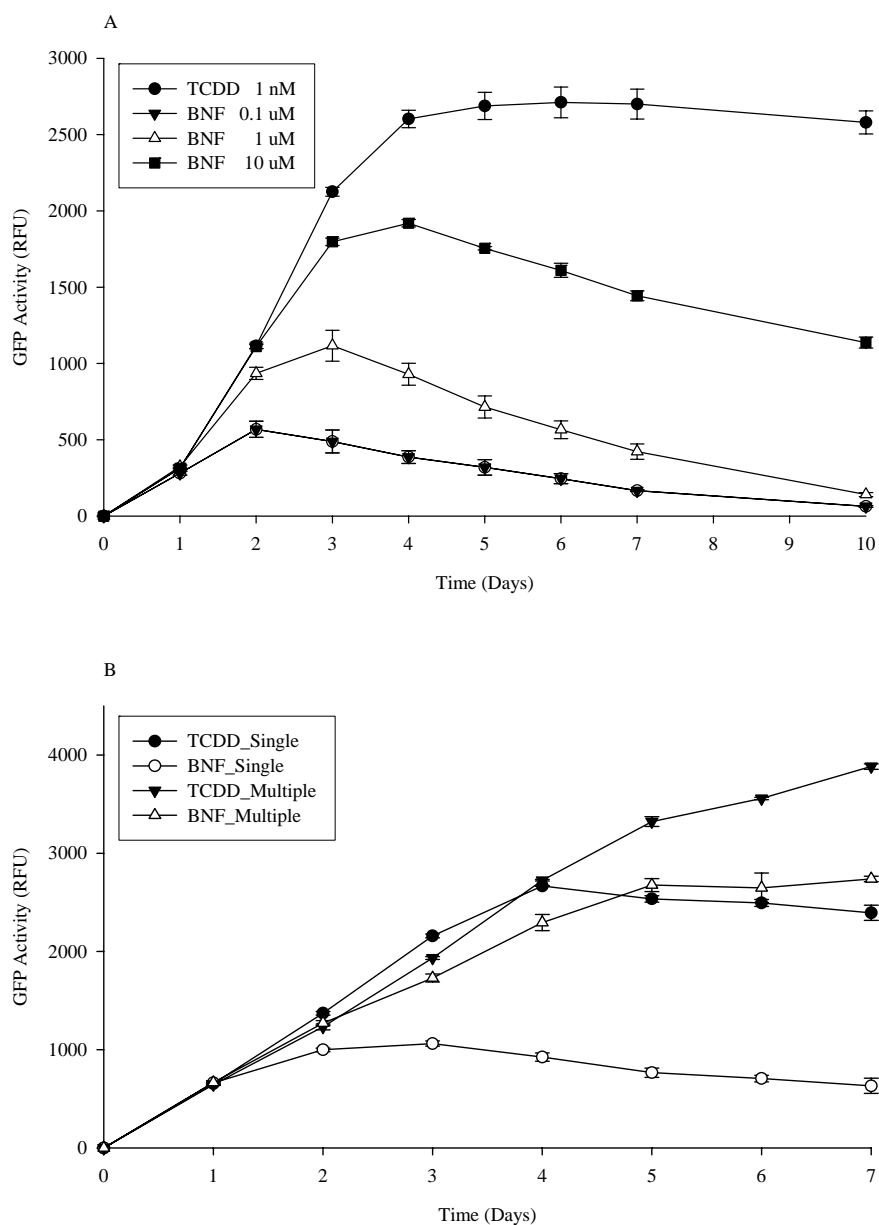 A
3000
2500
2000
1500
1000
500
0
GFP Activity (RFU)
TCDD 1 nM
BNF 0.1 uM
BNF 1 uM
BNF 10 uM
0 1 2 3 4 5 6 7 8 9 10
Time (Days)
B
4000
3000
2000
1000
0
GFP Activity (RFU)
TCDD_Single
BNF_Single
TCDD_Multiple
BNF_Multiple
0 1 2 3 4 5 6 7
Time (Days)